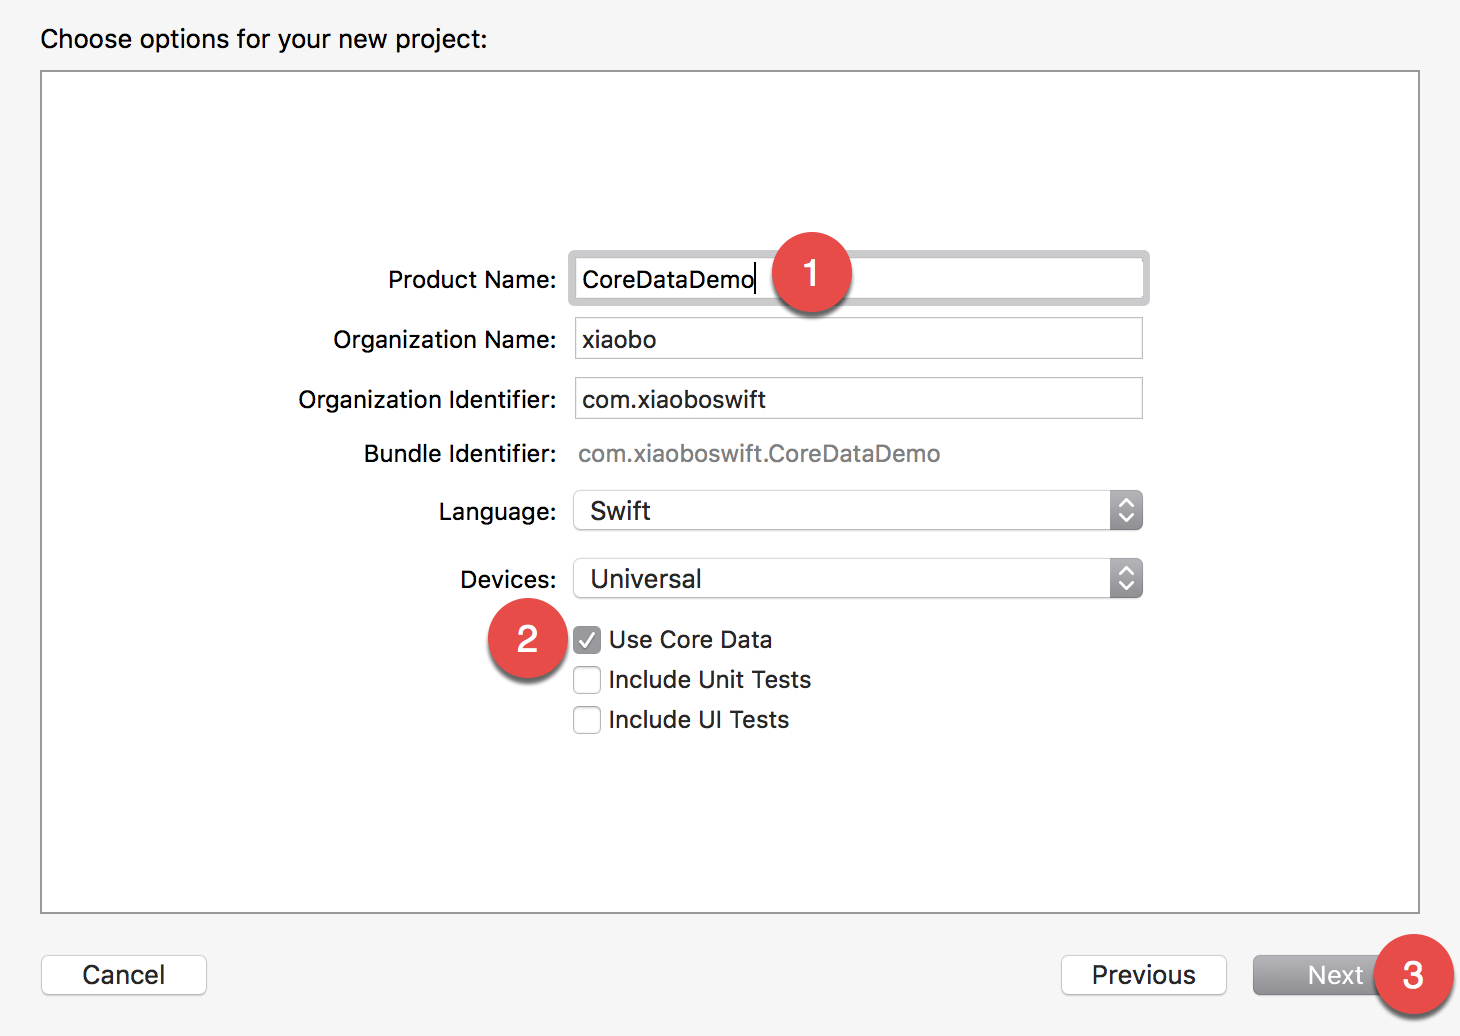 Choose options for your new project:
Product Name: CoreDataDemo 1
Organization Name: xiaobo
Organization Identifier: com.xiaoboswift
Bundle Identifier: com.xiaoboswift.CoreDataDemo
Language: Swift
Devices: Universal
2 Use Core Data
Include Unit Tests
Include UI Tests
Cancel Previous Next 3